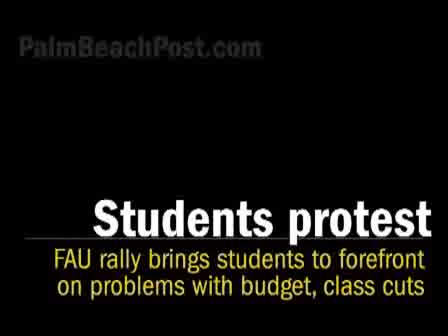 PalmBeachPost.com
Students protest
FAU rally brings students to forefront
on problems with budget, class cuts